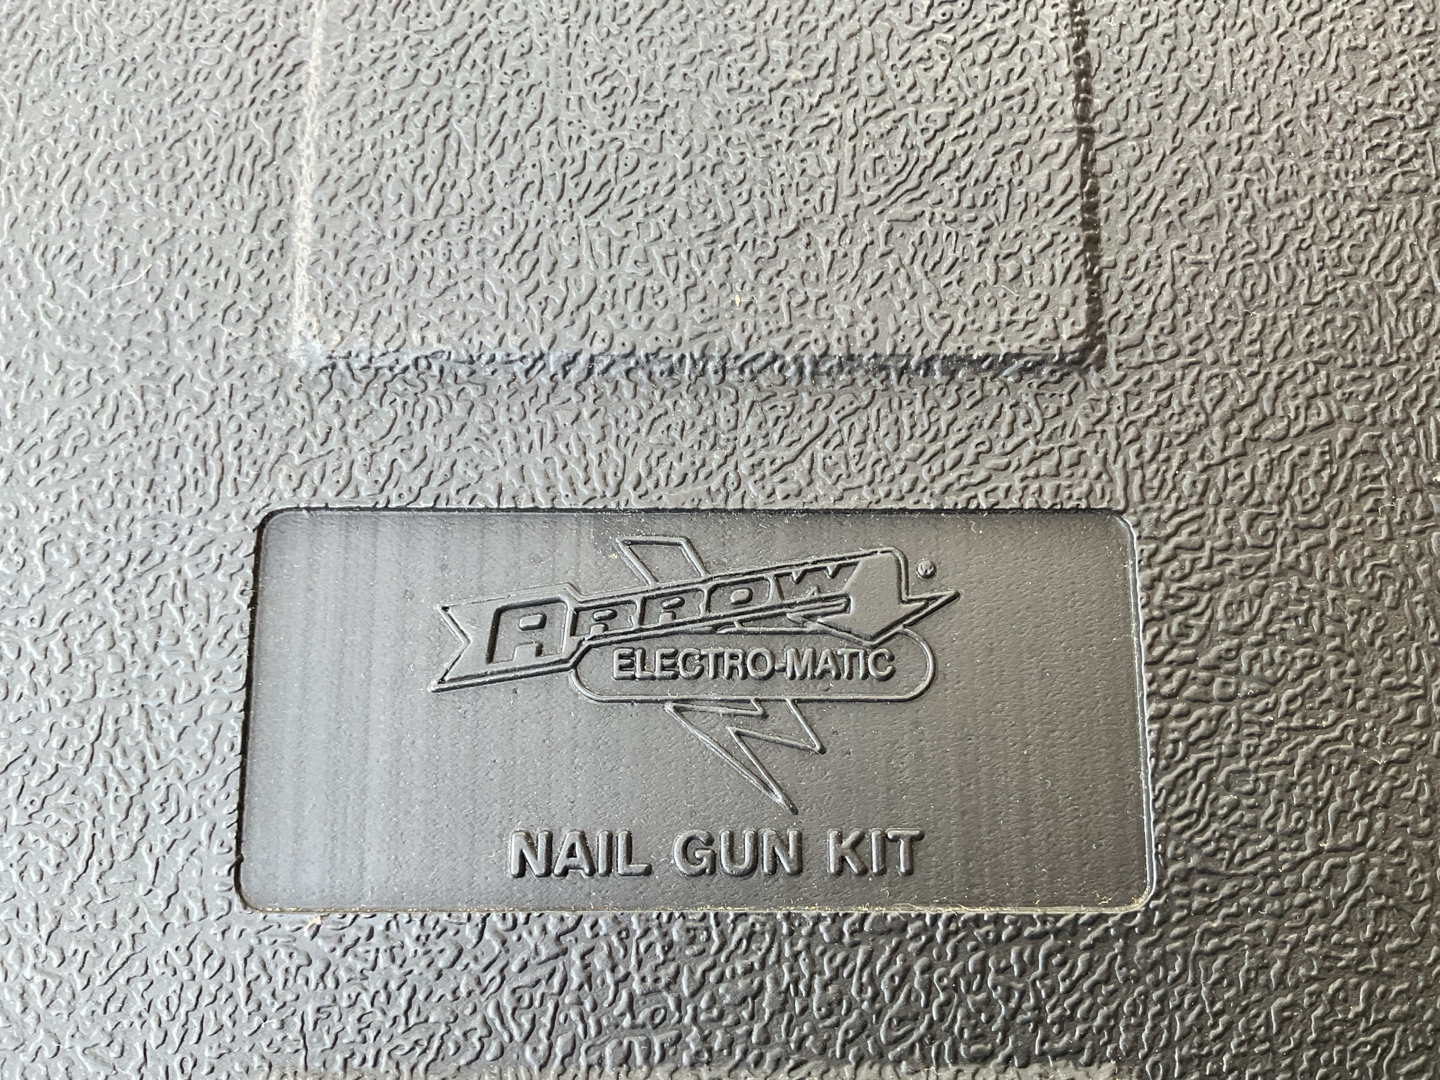 ARROW®
ELECTRO-MATIC
NAIL GUN KIT